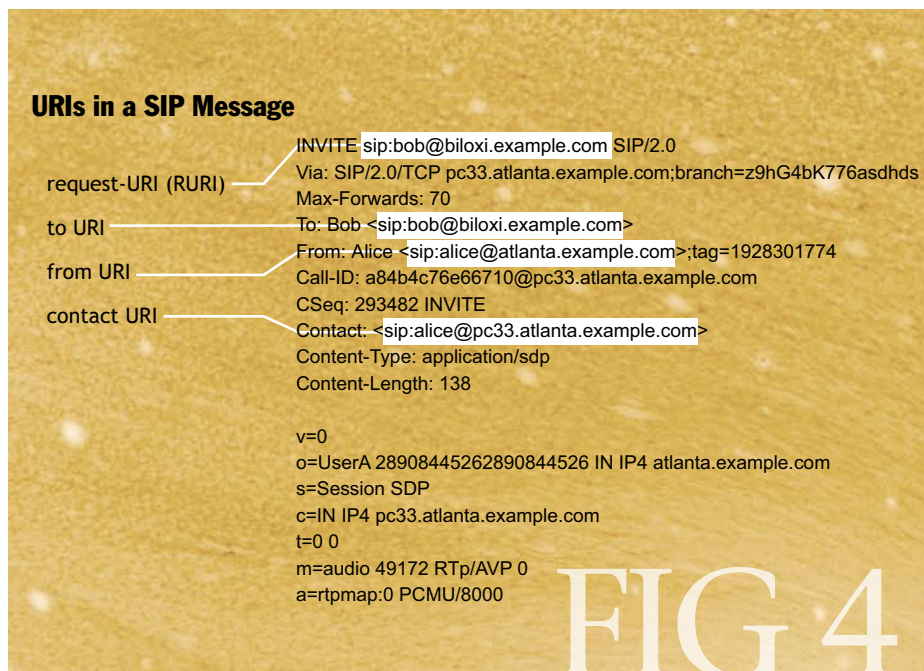 URIs in a SIP Message
request-URI (RURI)
to URI
from URI
contact URI
INVITE sip:bob@biloxi.example.com SIP/2.0
Via: SIP/2.0/TCP pc33.atlanta.example.com;branch=z9hG4bK776asdhds
Max-Forwards: 70
To: Bob <sip:bob@biloxi.example.com>
From: Alice <sip:alice@atlanta.example.com>;tag=1928301774
Call-ID: a84b4c76e66710@pc33.atlanta.example.com
CSeq: 293482 INVITE
Contact: <sip:alice@pc33.atlanta.example.com>
Content-Type: application/sdp
Content-Length: 138
v=0
o=UserA 28908445262890844526 IN IP4 atlanta.example.com
s=Session SDP
c=IN IP4 pc33.atlanta.example.com
t=0 0
m=audio 49172 RTp/AVP 0
a=rtpmap:0 PCMU/8000
FIG 4